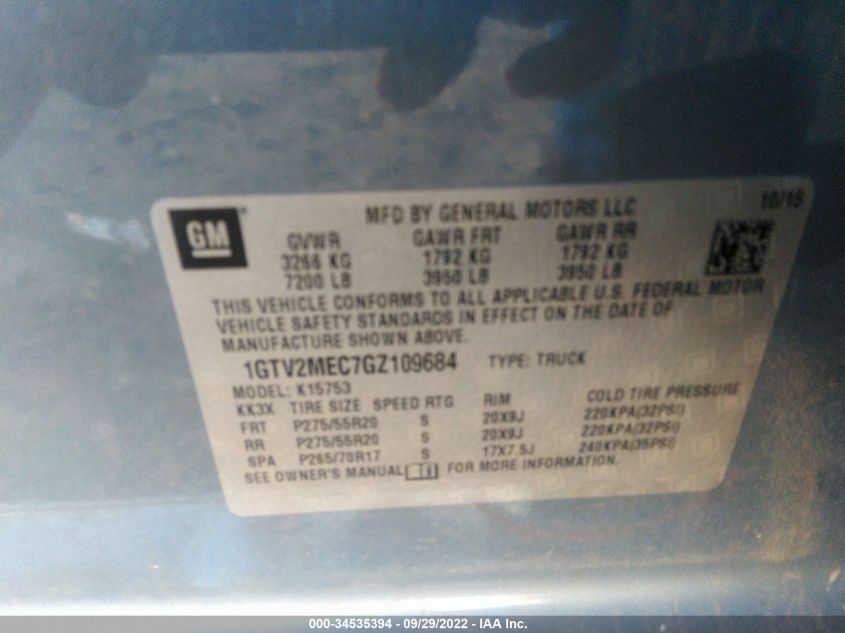 MFD BY GENERAL MOTORS LLC 10/15
GM
GVWR GAWR FRT GAWR RR
3266 KG 1792 KG 1792 KG
7200 LB 3950 LB 3950 LB
THIS VEHICLE CONFORMS TO ALL APPLICABLE U.S. FEDERAL MOTOR
VEHICLE SAFETY STANDARDS IN EFFECT ON THE DATE OF
MANUFACTURE SHOWN ABOVE.
1GTV2MEC7GZ109684 TYPE: TRUCK
MODEL: K15753
KK3X TIRE SIZE SPEED RTG RIM COLD TIRE PRESSURE
FRT P275/55R20 S 20X9J 220KPA(32PSI)
RR P275/55R20 S 20X9J 220KPA(32PSI)
SPA P265/70R17 S 17X7.5J 240KPA(35PSI)
SEE OWNER'S MANUAL FOR MORE INFORMATION.
000-34535394 - 09/29/2022 - IAA Inc.